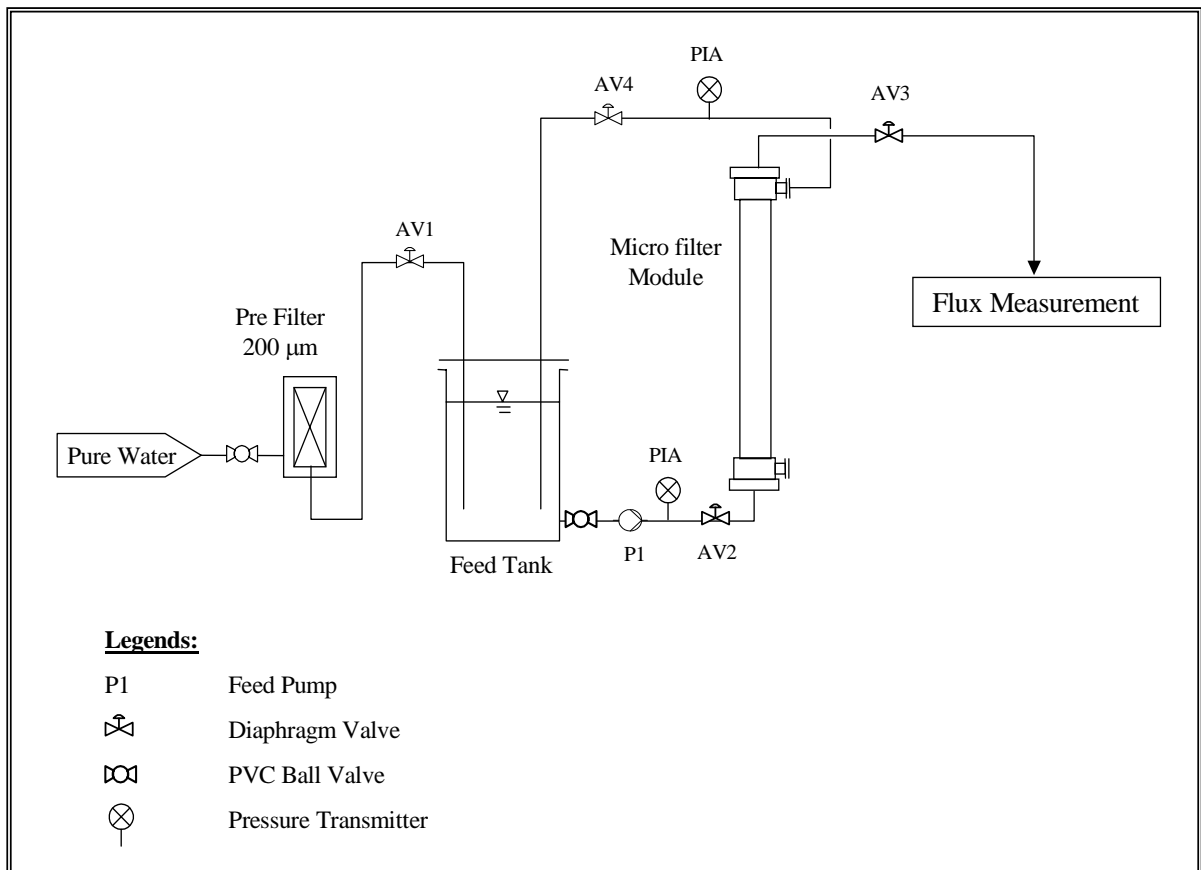 PIA
AV4
AV3
AV1
Micro filter
Module
Pre Filter
200 µm
Flux Measurement
Pure Water
PIA
P1
AV2
Feed Tank
Legends:
P1 Feed Pump
Diaphragm Valve
PVC Ball Valve
Pressure Transmitter